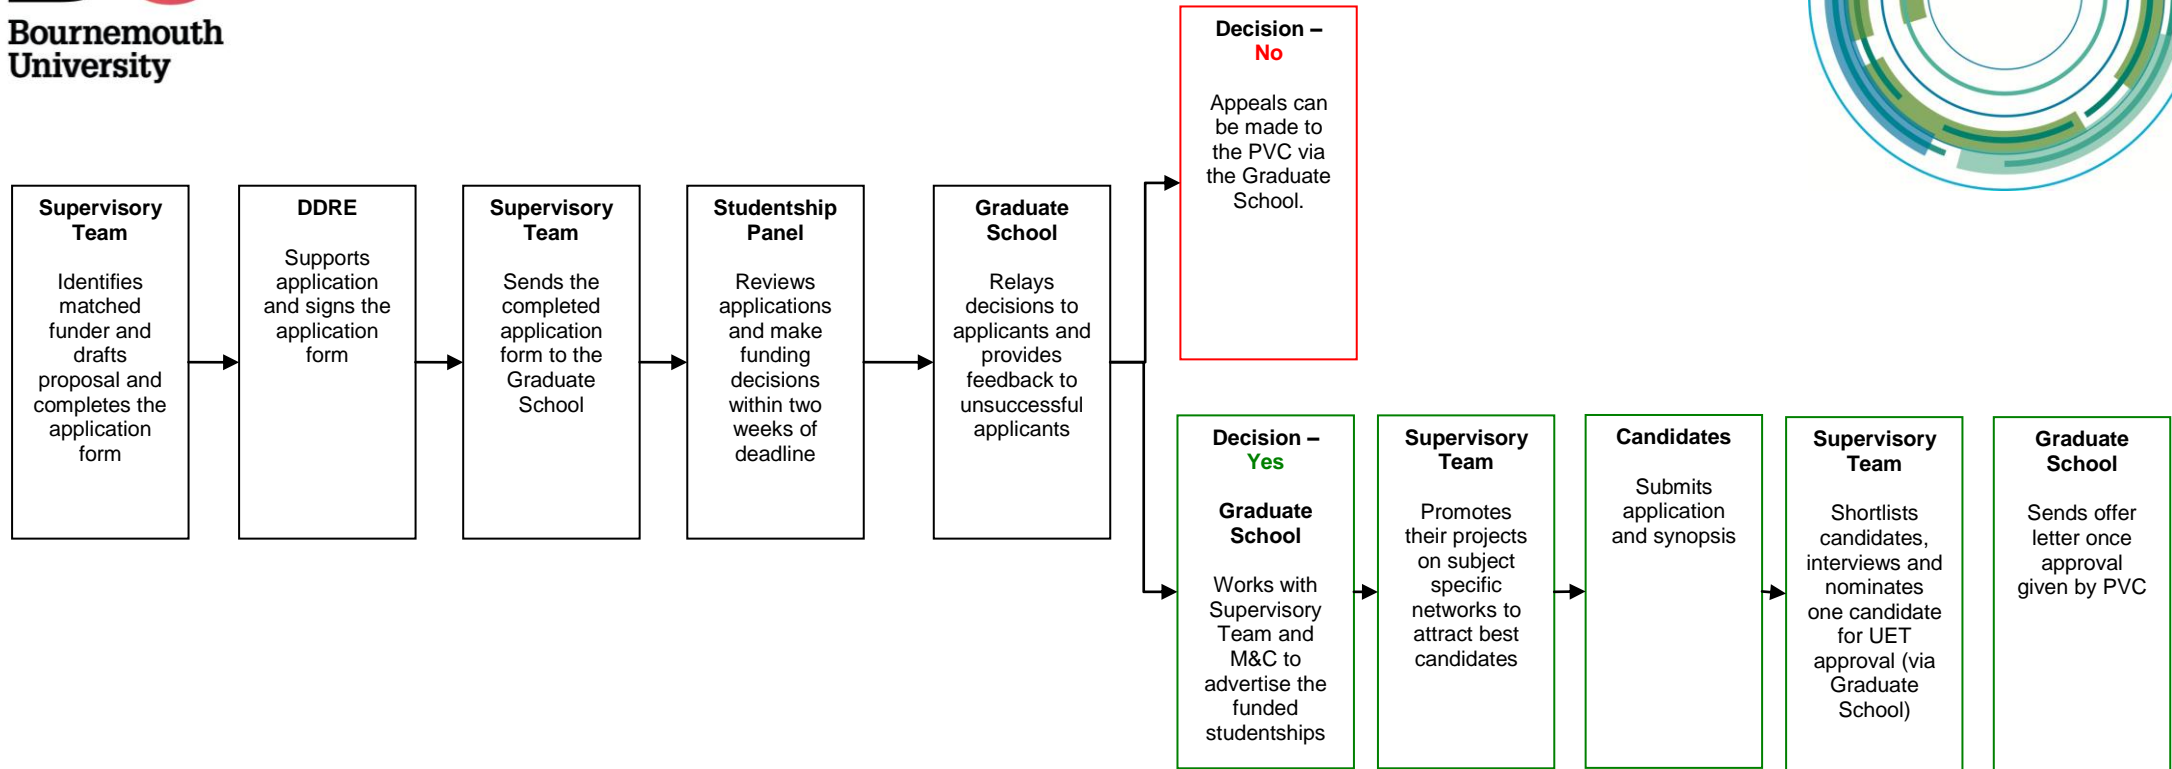 Bournemouth
University
Supervisory
Team
Identifies
matched
funder and
drafts
proposal and
completes the
application
form
DDRE
Supports
application
and signs the
application
form
Supervisory
Team
Sends the
completed
application
form to the
Graduate
School
Studentship
Panel
Reviews
applications
and make
funding
decisions
within two
weeks of
deadline
Graduate
School
Relays
decisions to
applicants and
provides
feedback to
unsuccessful
applicants
Decision –
No
Appeals can
be made to
the PVC via
the Graduate
School.
Decision –
Yes
Graduate
School
Works with
Supervisory
Team and
M&C to
advertise the
funded
studentships
Supervisory
Team
Promotes
their projects
on subject
specific
networks to
attract best
candidates
Candidates
Submits
application
and synopsis
Supervisory
Team
Shortlists
candidates,
interviews and
nominates
one candidate
for UET
approval (via
Graduate
School)
Graduate
School
Sends offer
letter once
approval
given by PVC